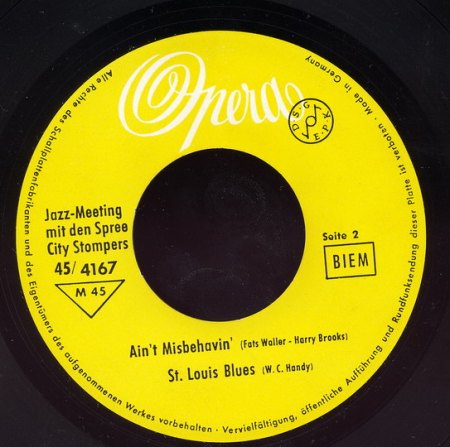 Opera
D·S·G
E·P·K
Alle Rechte des Schallplattenfabrikanten und des Eigentümers des aufgenommenen Werkes vorbehalten · Vervielfältigung, öffentliche Aufführung und Rundfunksendung dieser Platte ist verboten · Made in Germany
Jazz-Meeting
mit den Spree
City Stompers
45/ 4167
M 45
Seite 2
BIEM
Ain't Misbehavin' (Fats Waller - Harry Brooks)
St. Louis Blues (W. C. Handy)